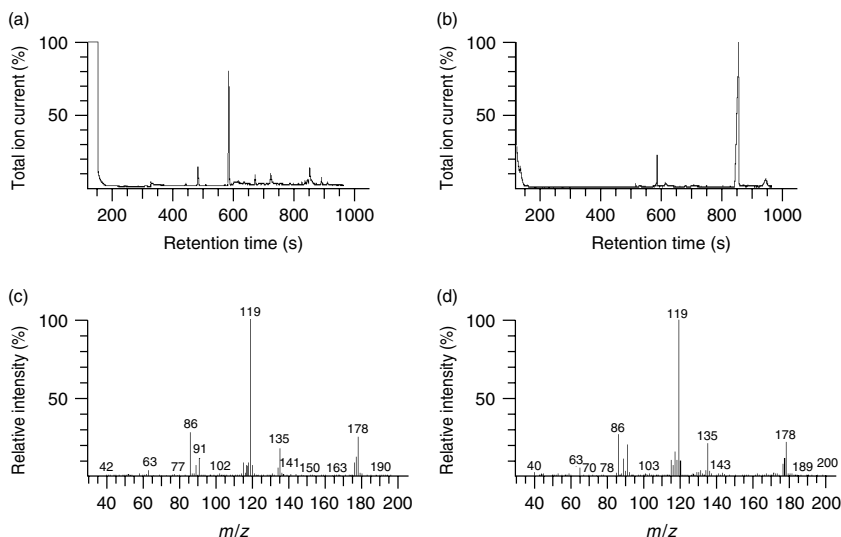 (a)
Total ion current (%)
100
50
200 400 600 800 1000
Retention time (s)
(b)
Total ion current (%)
100
50
200 400 600 800 1000
Retention time (s)
(c)
Relative intensity (%)
100
50
119
86
91
135
178
42 63 77 102 141 150 163 190
40 60 80 100 120 140 160 180 200
m/z
(d)
Relative intensity (%)
100
50
119
86
135
178
40 63 70 78 103 143 189 200
40 60 80 100 120 140 160 180 200
m/z